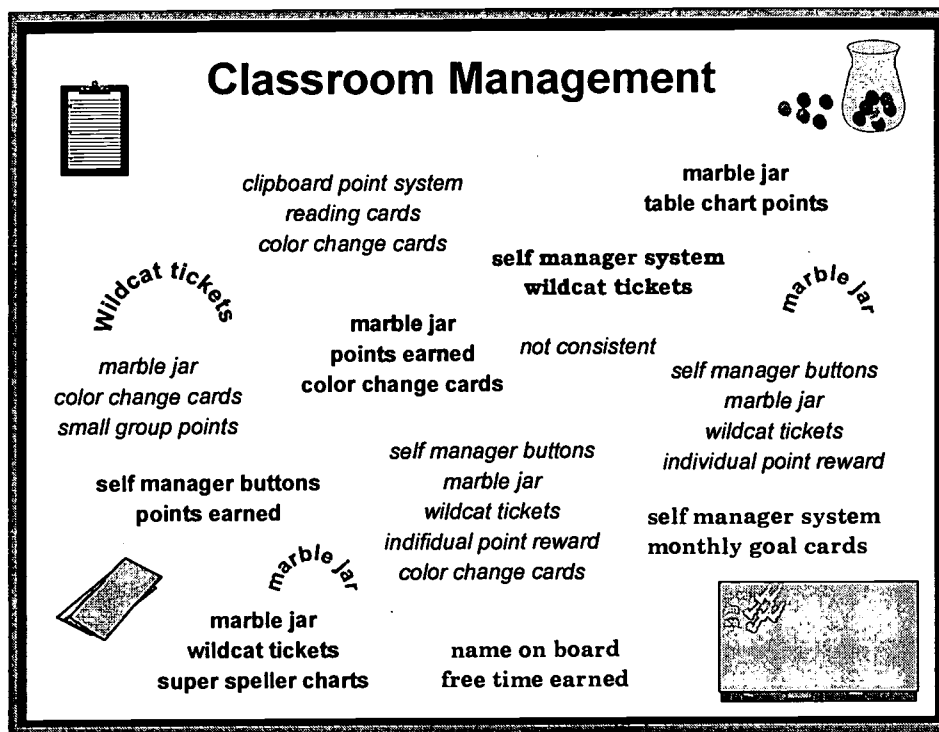 Classroom Management
clipboard point system
reading cards
color change cards
marble jar
table chart points
self manager system
wildcat tickets
Wildcat tickets
marble jar
marble jar
points earned
color change cards
not consistent
marble jar
color change cards
small group points
self manager buttons
marble jar
wildcat tickets
individual point reward
self manager buttons
points earned
self manager buttons
marble jar
wildcat tickets
indifidual point reward
color change cards
self manager system
monthly goal cards
marble jar
marble jar
wildcat tickets
super speller charts
name on board
free time earned